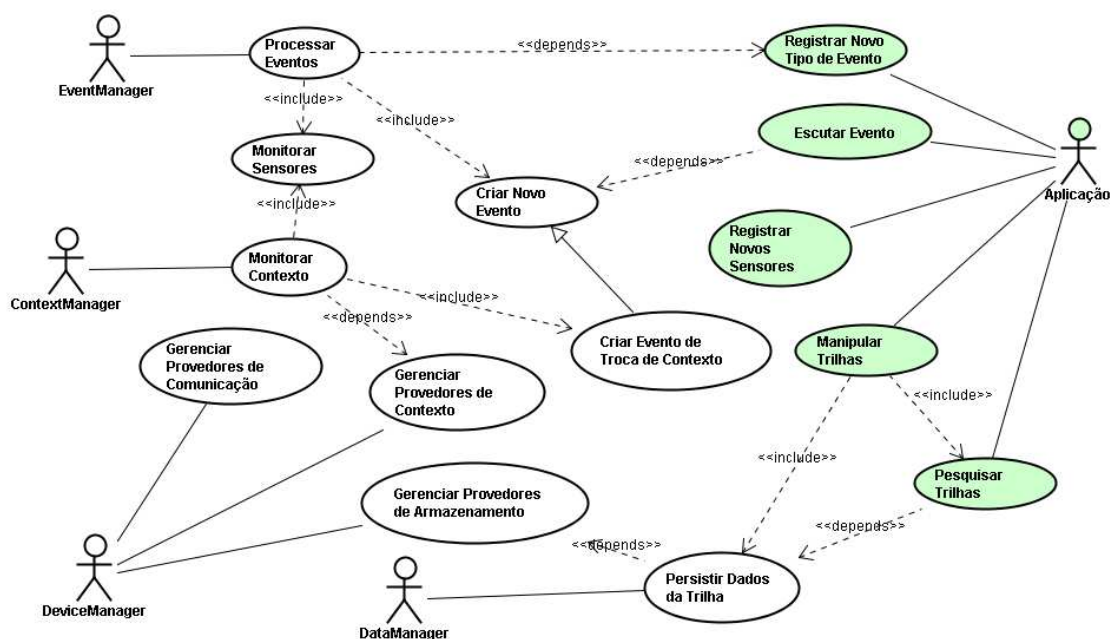 EventManager
Processar
Eventos
<<depends>>
Registrar Novo
Tipo de Evento
<<include>>
<<include>>
Escutar Evento
Monitorar
Sensores
<<depends>>
Aplicação
Criar Novo
Evento
<<include>>
Registrar
Novos
Sensores
ContextManager
Monitorar
Contexto
<<include>>
<<depends>>
Criar Evento de
Troca de Contexto
Manipular
Trilhas
Gerenciar
Provedores de
Comunicação
Gerenciar
Provedores de
Contexto
<<include>>
<<include>>
Pesquisar
Trilhas
Gerenciar Provedores
de Armazenamento
<<depends>>
<<depends>>
DeviceManager
Persistir Dados
da Trilha
DataManager